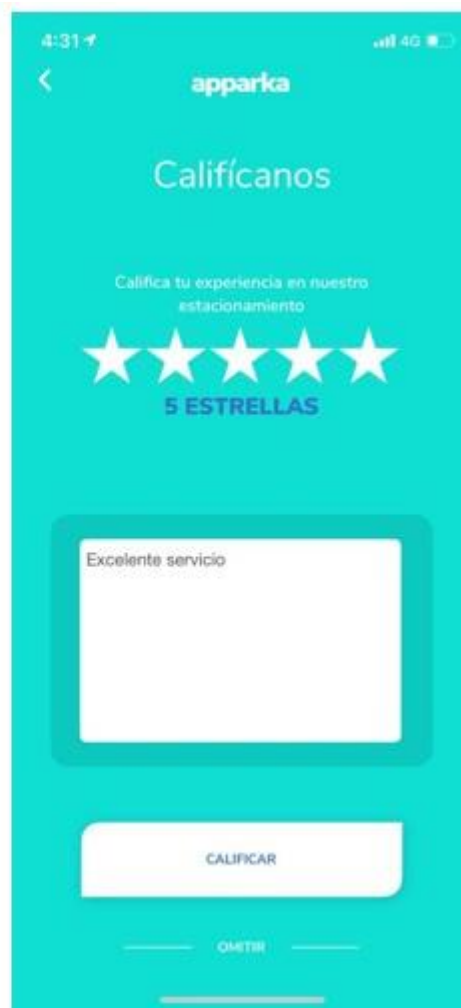 4:31
4G
apparka
Califícanos
Califica tu experiencia en nuestro
estacionamiento
5 ESTRELLAS
Excelente servicio
CALIFICAR
OMITIR